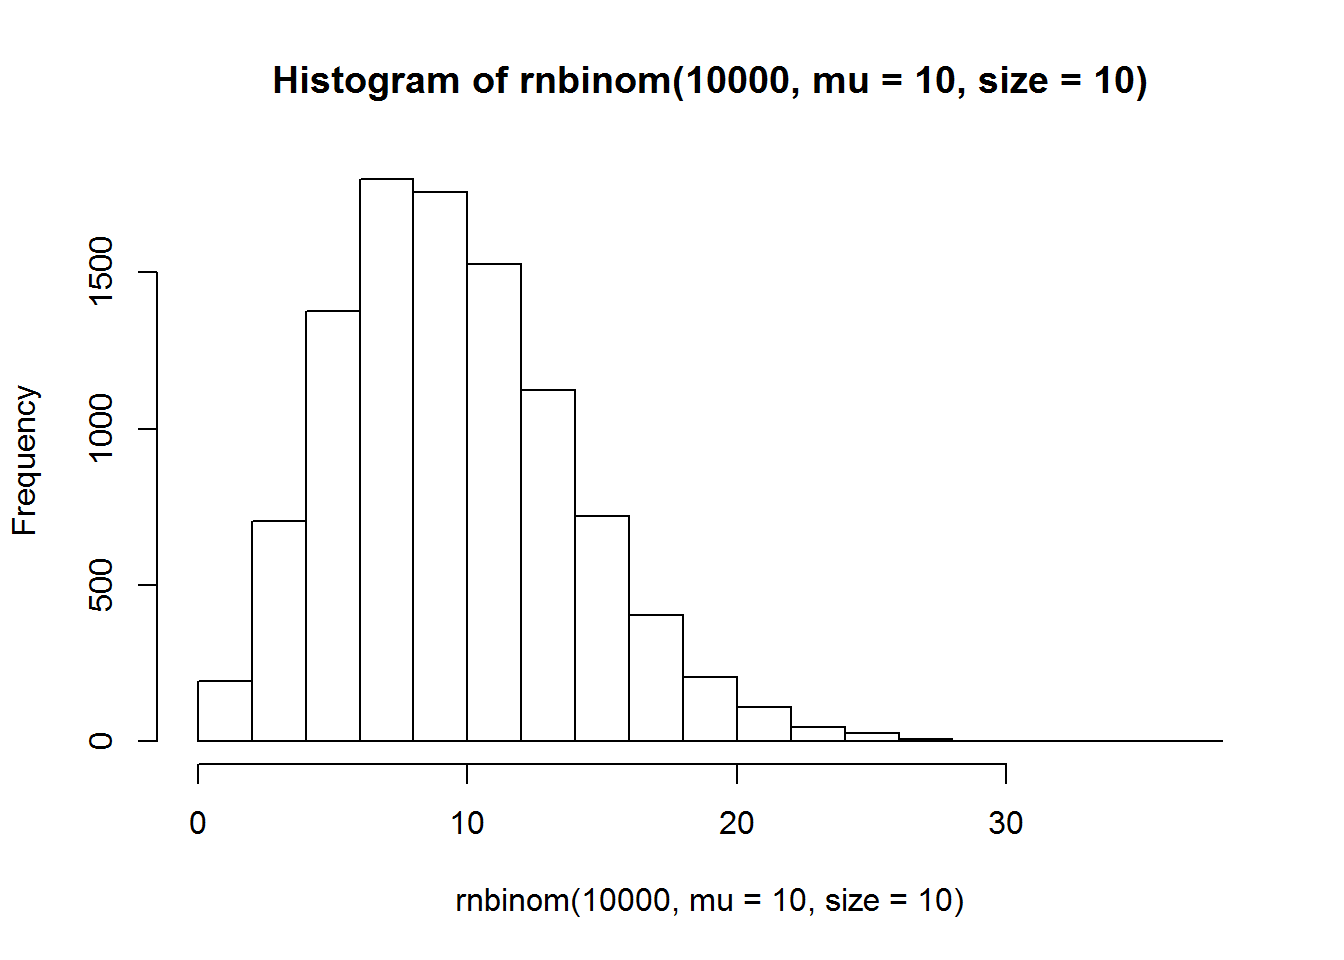 Histogram of rnbinom(10000, mu = 10, size = 10)
Frequency
1500
1000
500
0
0 10 20 30
rnbinom(10000, mu = 10, size = 10)